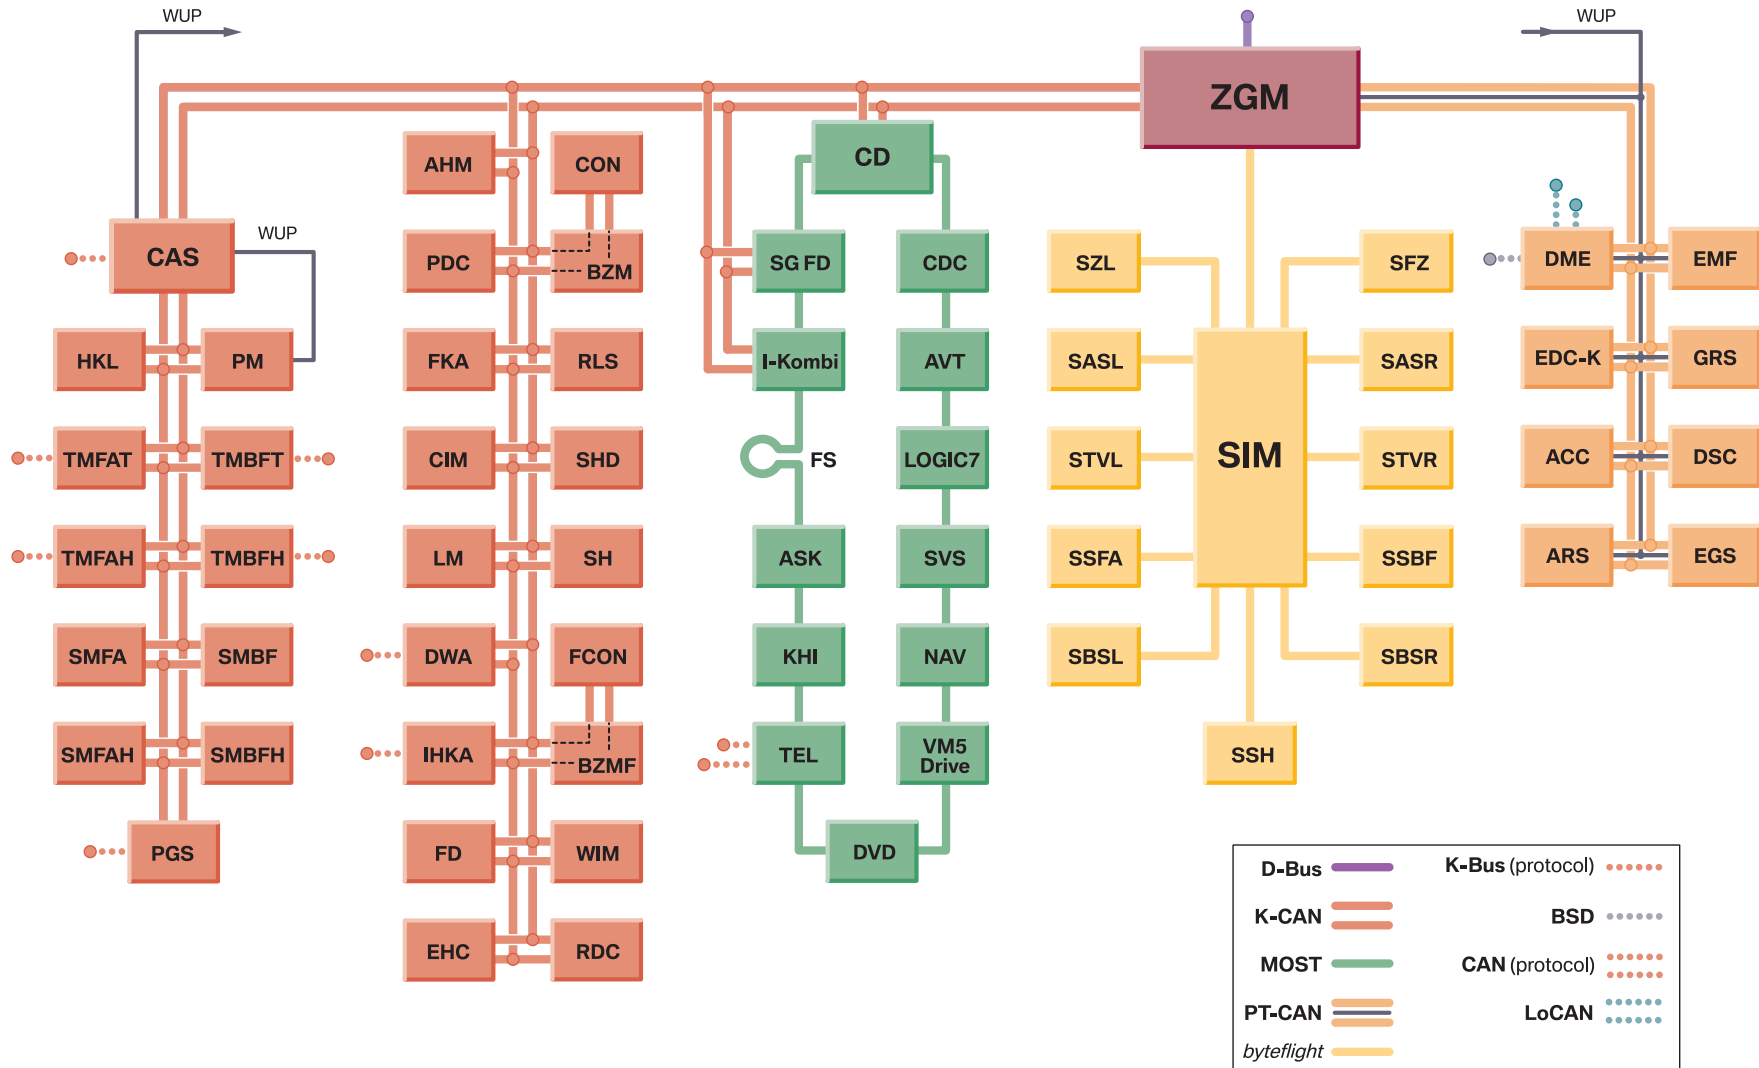 WUP
WUP
ZGM
CD
AHM
CON
CAS
WUP
PDC
BZM
SG FD
CDC
SZL
SFZ
DME
EMF
HKL
PM
FKA
RLS
I-Kombi
AVT
SASL
SASR
EDC-K
GRS
TMFAT
TMBFT
CIM
SHD
FS
LOGIC7
STVL
SIM
STVR
ACC
DSC
TMFAH
TMBFH
LM
SH
ASK
SVS
SSFA
SSBF
ARS
EGS
SMFA
SMBF
DWA
FCON
KHI
NAV
SBSL
SBSR
SMFAH
SMBFH
IHKA
BZMF
TEL
VM5
Drive
SSH
PGS
FD
WIM
DVD
EHC
RDC
D-Bus
K-Bus (protocol)
K-CAN
BSD
MOST
CAN (protocol)
PT-CAN
LoCAN
byteflight